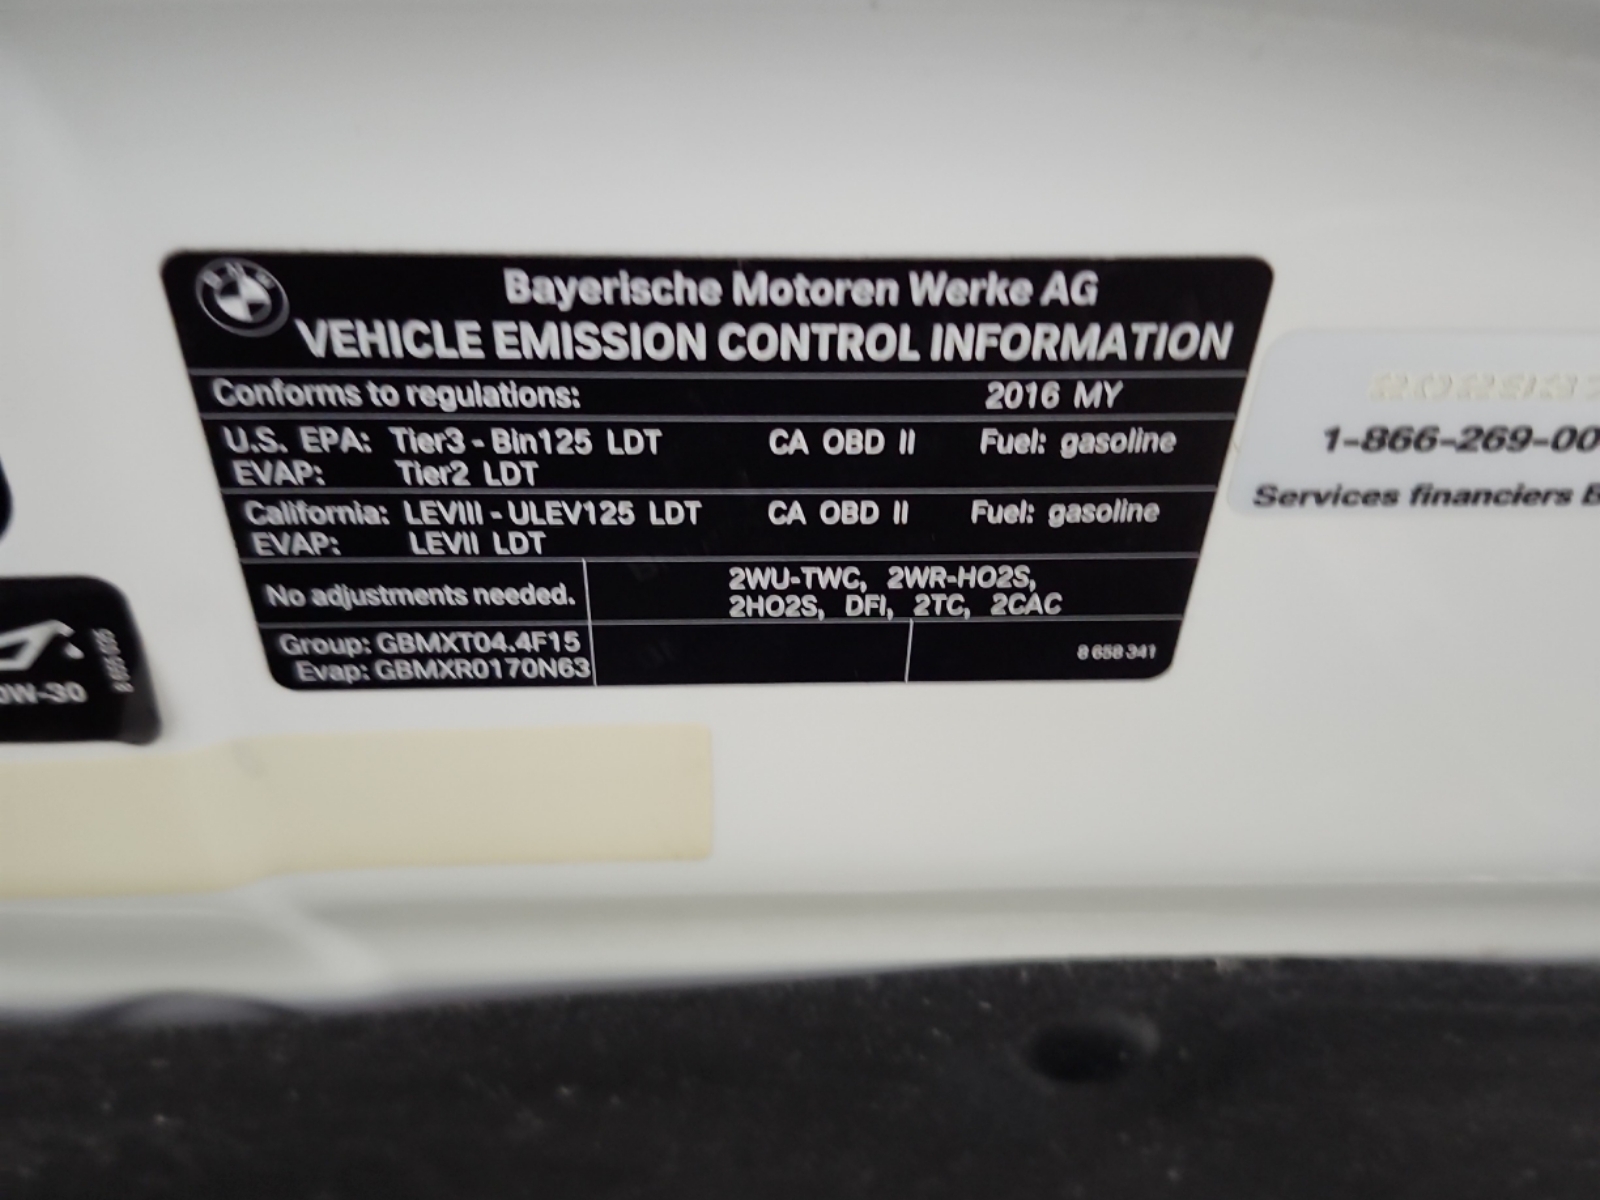 BMW
Bayerische Motoren Werke AG
VEHICLE EMISSION CONTROL INFORMATION
Conforms to regulations: 2016 MY
U.S. EPA: Tier3 - Bin125 LDT CA OBD II Fuel: gasoline
EVAP: Tier2 LDT
California: LEVIII - ULEV125 LDT CA OBD II Fuel: gasoline
EVAP: LEVII LDT
No adjustments needed.
2WU-TWC, 2WR-HO2S,
2HO2S, DFI, 2TC, 2CAC
Group: GBMXT04.4F15
Evap: GBMXR0170N63
8 658 341
0W-30
1-866-269-00
Services financiers